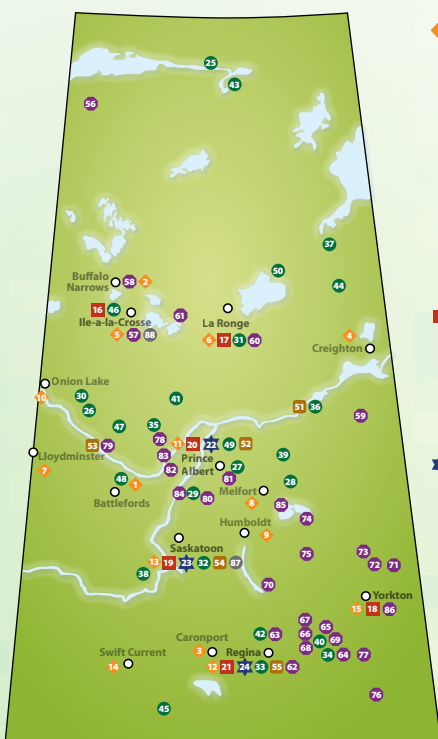 25
43
56
37
50
44
Buffalo
Narrows 58 2
16 46
Ile-a-la-Crosse
5 57 88
61
La Ronge
6 17 31 60
4
Creighton
Onion Lake
10 30
26
41
51 36
59
47 35
53 79 78
11 20 22 49 52
Prince
Albert 27
83
82
81
39
Lloydminster
7
48 1
Battlefords
84 29 80
Melfort
8
28
85
74
Humboldt
9
Saskatoon
13 19 23 32 54 87
38
75
73
72 71
70
Yorkton
15 18 86
67
65
66
69
40
68
34 64 77
42 63
Caronport
3
Regina
12 21 24 33 55 62
Swift Current
14
76
45